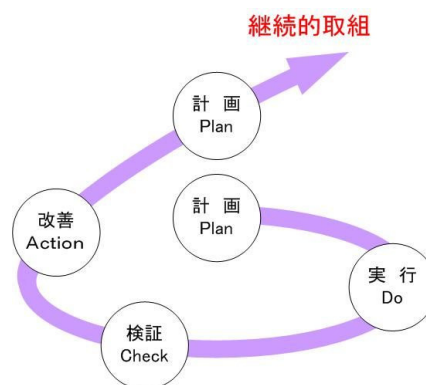 継続的取組
計 画
Plan
計 画
Plan
改善
Action
実 行
Do
検証
Check